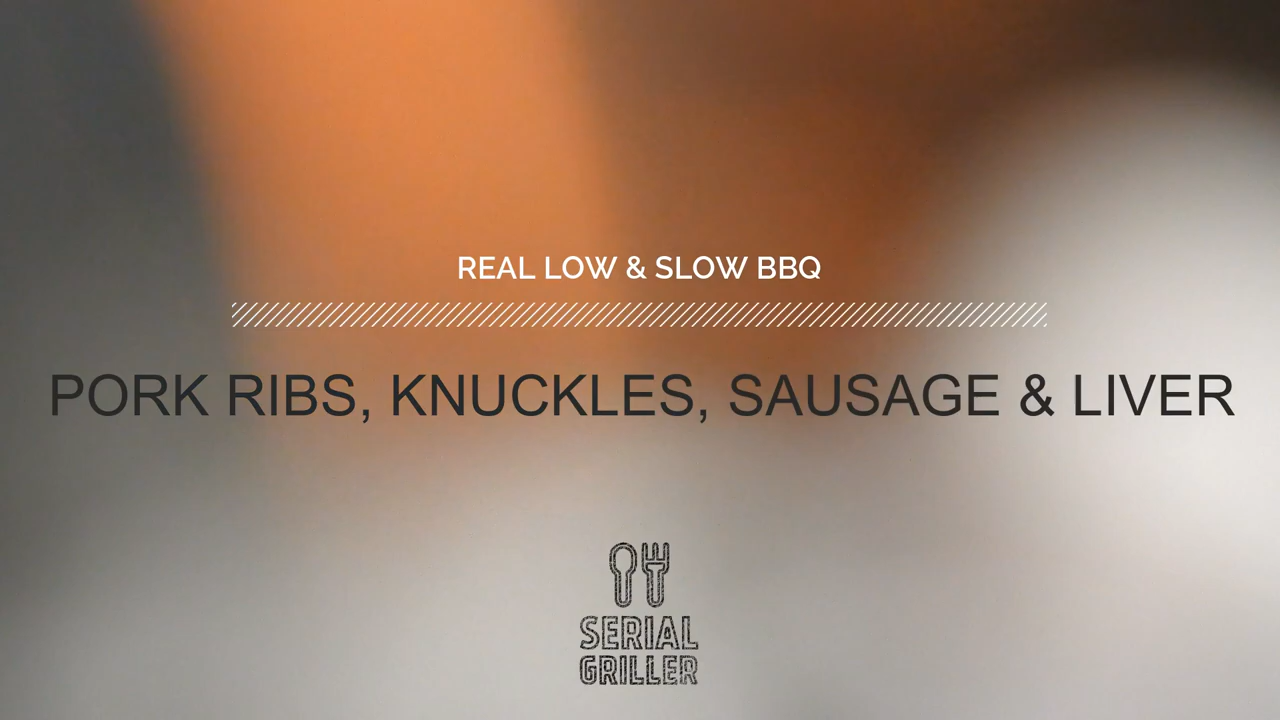 REAL LOW & SLOW BBQ
PORK RIBS, KNUCKLES, SAUSAGE & LIVER
SERIAL
GRILLER